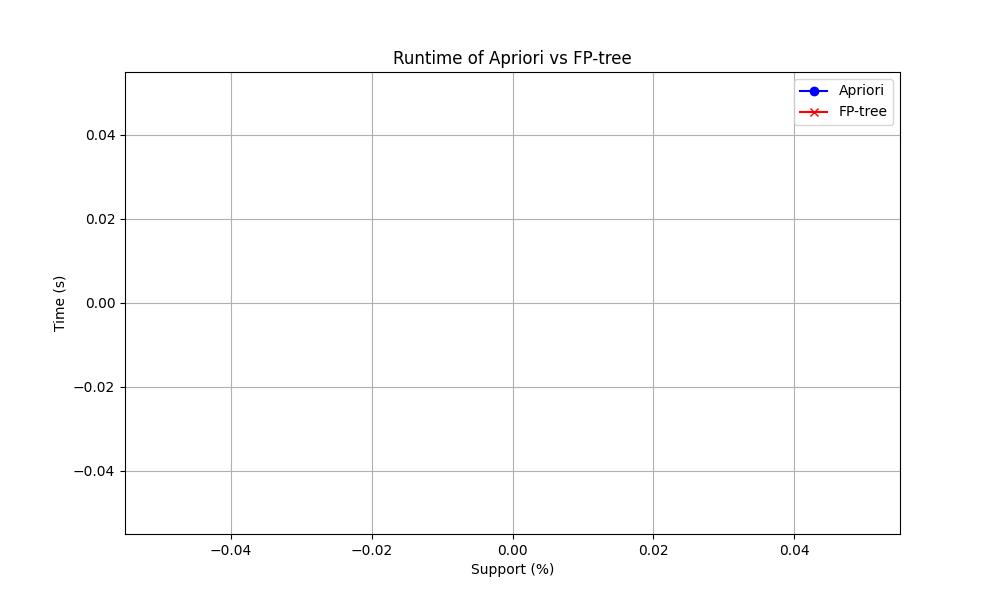 Runtime of Apriori vs FP-tree
Apriori
FP-tree
0.04
0.02
0.00
−0.02
−0.04
Time (s)
−0.04 −0.02 0.00 0.02 0.04
Support (%)